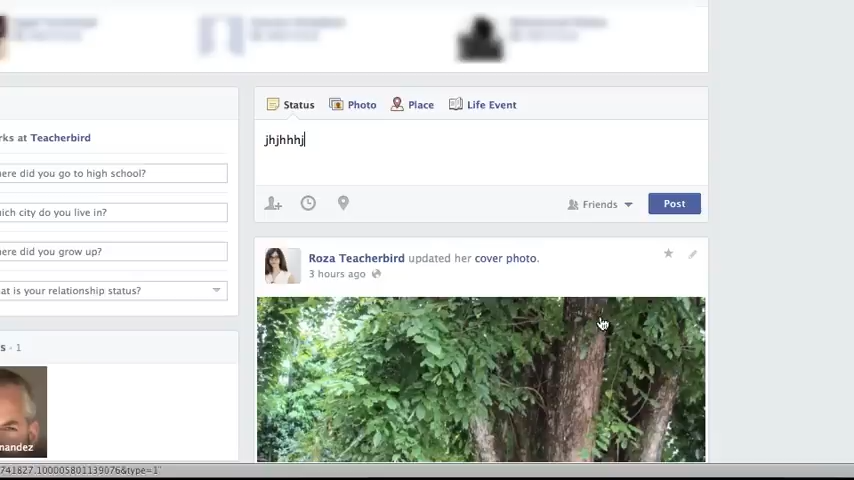 Status Photo Place Life Event
jhjhhhj
Friends Post
rks at Teacherbird
here did you go to high school?
ich city do you live in?
here did you grow up?
at is your relationship status?
s · 1
nandez
Roza Teacherbird updated her cover photo.
3 hours ago
741827.100005801139076&type=1"